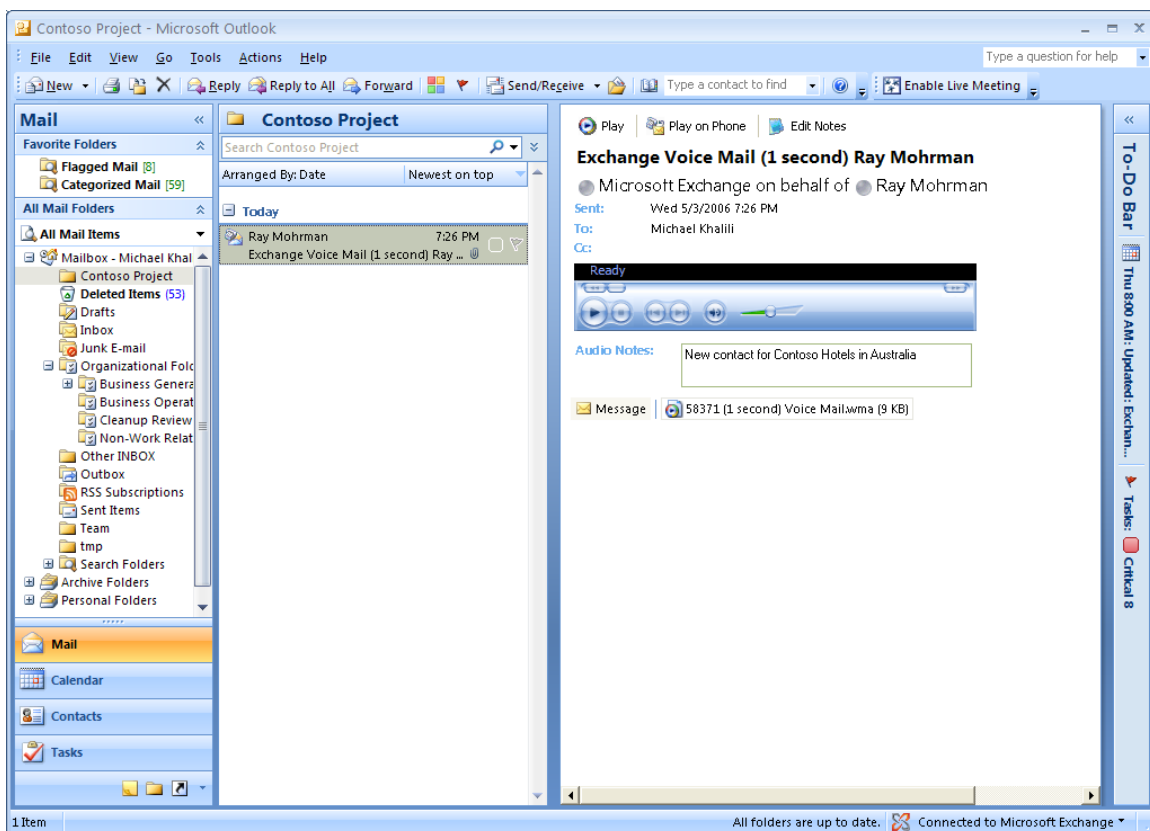 Contoso Project - Microsoft Outlook
File Edit View Go Tools Actions Help
Type a question for help
New Reply Reply to All Forward Send/Receive Type a contact to find Enable Live Meeting
Mail
Favorite Folders
Flagged Mail [8]
Categorized Mail [59]
All Mail Folders
All Mail Items
Mailbox - Michael Khal
Contoso Project
Deleted Items (53)
Drafts
Inbox
Junk E-mail
Organizational Fold
Business Genera
Business Operat
Cleanup Review
Non-Work Relat
Other INBOX
Outbox
RSS Subscriptions
Sent Items
Team
tmp
Search Folders
Archive Folders
Personal Folders
Mail
Calendar
Contacts
Tasks
Contoso Project
Search Contoso Project
Arranged By: Date Newest on top
Today
Ray Mohrman 7:26 PM
Exchange Voice Mail (1 second) Ray ...
Play Play on Phone Edit Notes
Exchange Voice Mail (1 second) Ray Mohrman
Microsoft Exchange on behalf of Ray Mohrman
Sent: Wed 5/3/2006 7:26 PM
To: Michael Khalili
Cc:
Ready
Audio Notes: New contact for Contoso Hotels in Australia
Message 58371 (1 second) Voice Mail.wma (9 KB)
To-Do Bar
Thu 8:00 AM: Updated: Exchan...
Tasks: Critical 8
1 Item
All folders are up to date. Connected to Microsoft Exchange